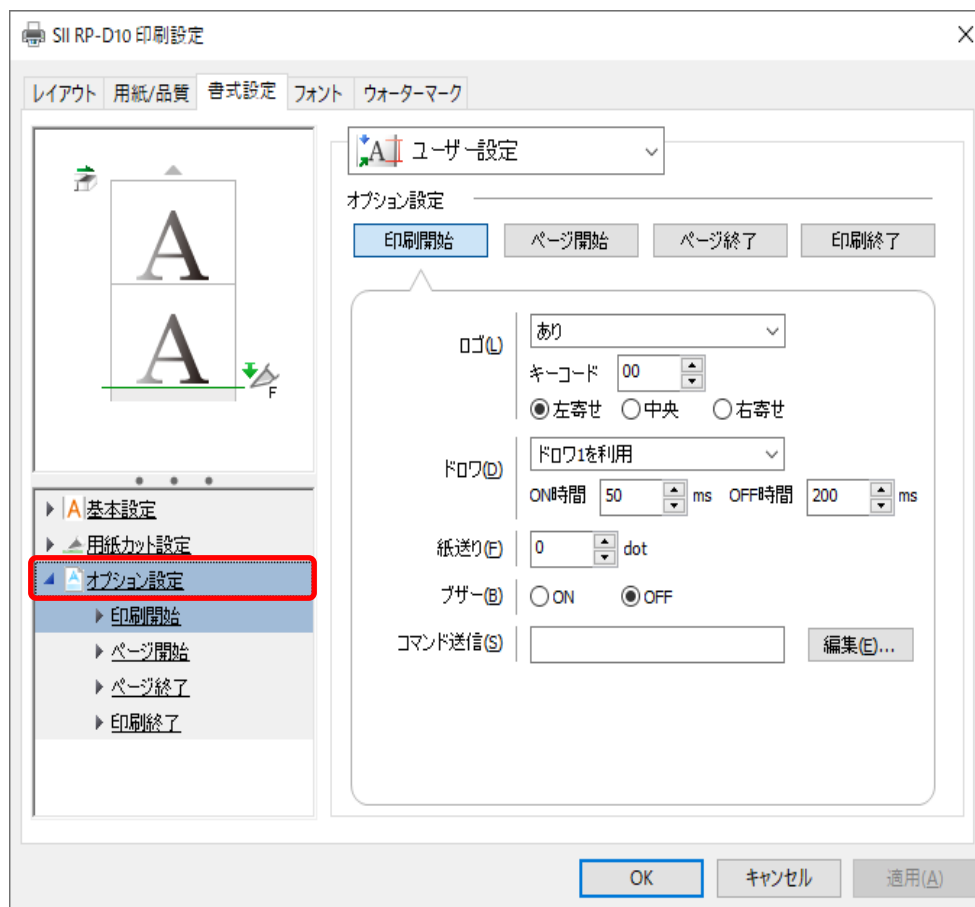 SII RP-D10 印刷設定
レイアウト 用紙/品質 書式設定 フォント ウォーターマーク
A
A
F
A 基本設定
用紙カット設定
オプション設定
印刷開始
ページ開始
ページ終了
印刷終了
A ユーザー設定
オプション設定
印刷開始 ページ開始 ページ終了 印刷終了
ロゴ(L) あり
キーコード 00
左寄せ 中央 右寄せ
ドロワ(D) ドロワ1を利用
ON時間 50 ms OFF時間 200 ms
紙送り(F) 0 dot
ブザー(B) ON OFF
コマンド送信(S) 編集(E)...
OK キャンセル 適用(A)